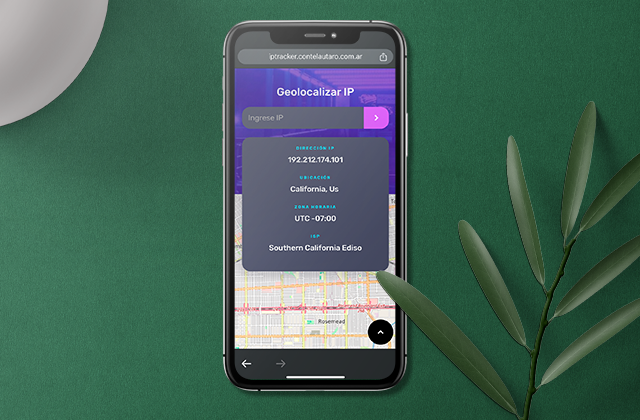 iptracker.contelautaro.com.ar
Geolocalizar IP
Ingrese IP
DIRECCIÓN IP
192.212.174.101
UBICACIÓN
California, Us
ZONA HORARIA
UTC -07:00
ISP
Southern California Ediso
Rosemead